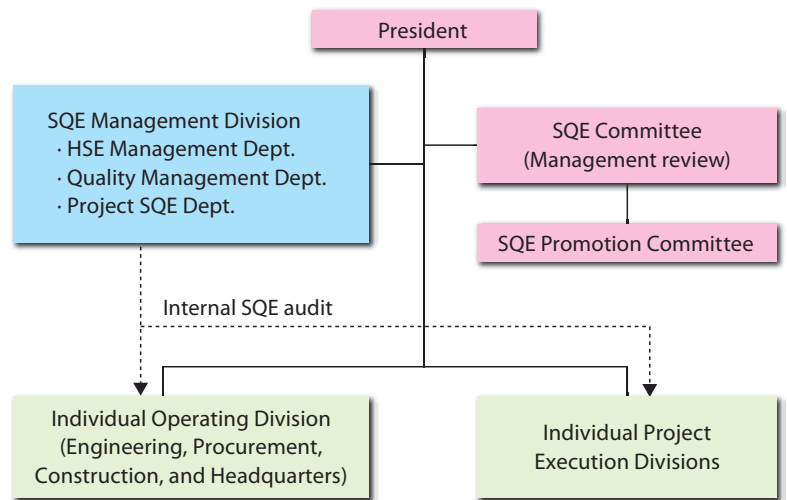 President
SQE Management Division
· HSE Management Dept.
· Quality Management Dept.
· Project SQE Dept.
SQE Committee
(Management review)
SQE Promotion Committee
Internal SQE audit
Individual Operating Division
(Engineering, Procurement,
Construction, and Headquarters)
Individual Project
Execution Divisions